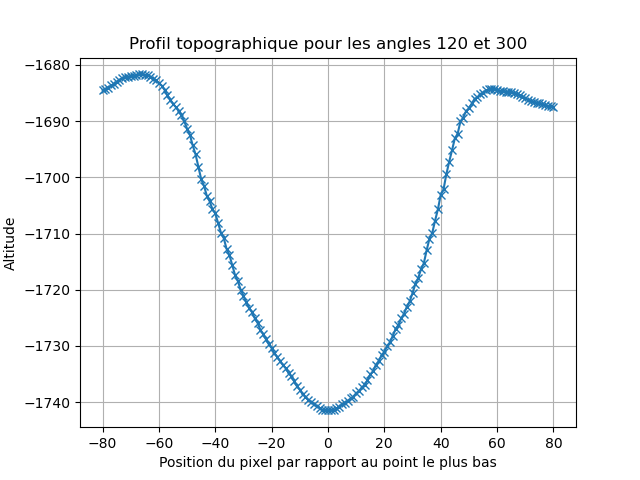 Profil topographique pour les angles 120 et 300
−1680
−1690
−1700
−1710
−1720
−1730
−1740
Altitude
−80 −60 −40 −20 0 20 40 60 80
Position du pixel par rapport au point le plus bas